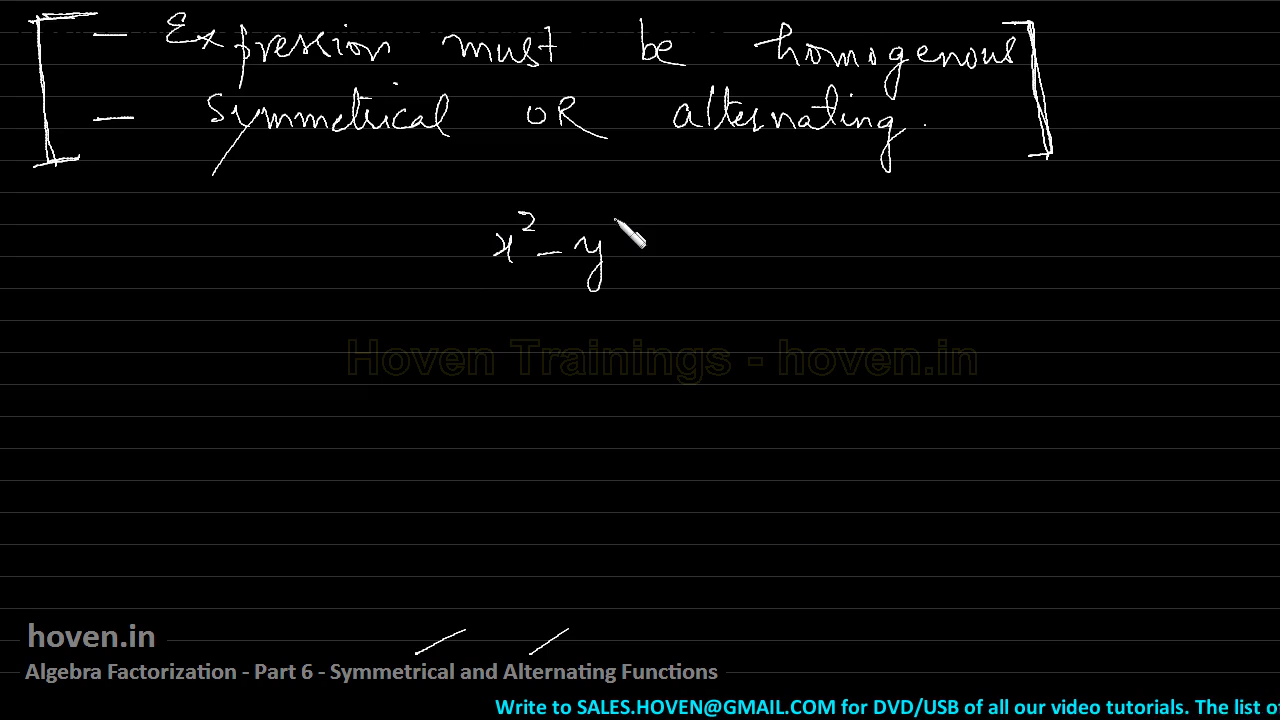 - Expression must be homogenous
- symmetrical OR alternating.
x² - y
Hoven Trainings - hoven.in
hoven.in
Algebra Factorization - Part 6 - Symmetrical and Alternating Functions
Write to SALES.HOVEN@GMAIL.COM for DVD/USB of all our video tutorials. The list o